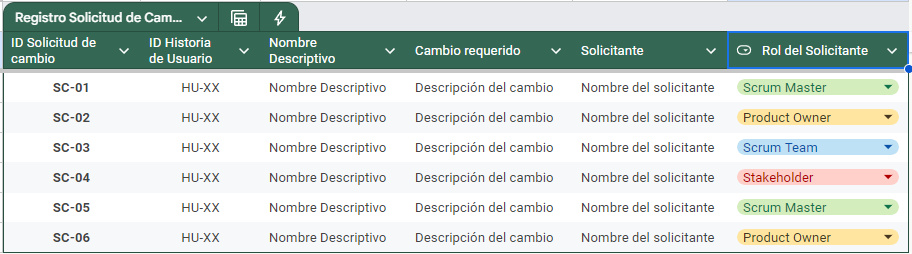 Registro Solicitud de Cam...
ID Solicitud de cambio ID Historia de Usuario Nombre Descriptivo Cambio requerido Solicitante Rol del Solicitante
SC-01 HU-XX Nombre Descriptivo Descripción del cambio Nombre del solicitante Scrum Master
SC-02 HU-XX Nombre Descriptivo Descripción del cambio Nombre del solicitante Product Owner
SC-03 HU-XX Nombre Descriptivo Descripción del cambio Nombre del solicitante Scrum Team
SC-04 HU-XX Nombre Descriptivo Descripción del cambio Nombre del solicitante Stakeholder
SC-05 HU-XX Nombre Descriptivo Descripción del cambio Nombre del solicitante Scrum Master
SC-06 HU-XX Nombre Descriptivo Descripción del cambio Nombre del solicitante Product Owner